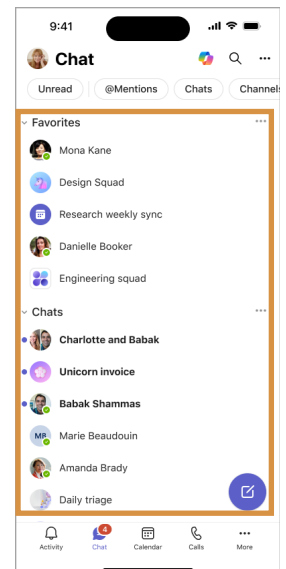 9:41
Chat
Unread
@Mentions
Chats
Channels
Favorites
Mona Kane
Design Squad
Research weekly sync
Danielle Booker
Engineering squad
Chats
Charlotte and Babak
Unicorn invoice
Babak Shammas
MB
Marie Beaudouin
Amanda Brady
Daily triage
4
Activity
Chat
Calendar
Calls
More